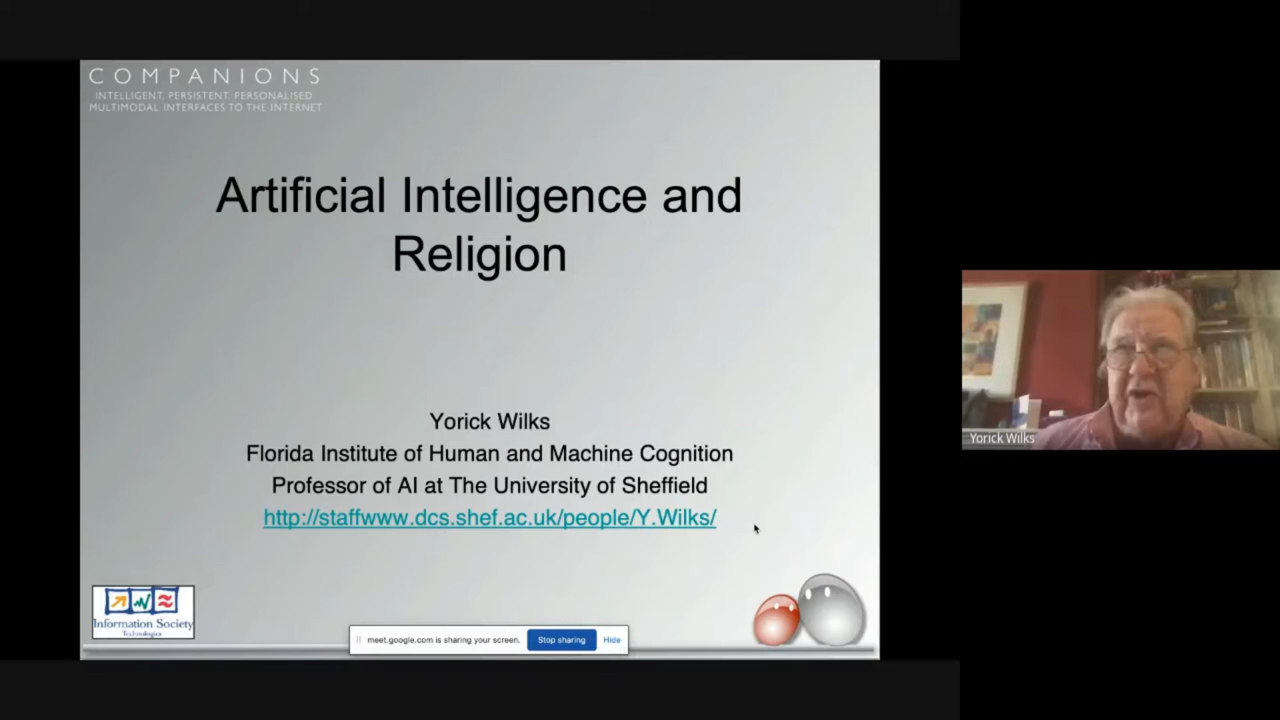 COMPANIONS
INTELLIGENT, PERSISTENT, PERSONALISED
MULTIMODAL INTERFACES TO THE INTERNET
Artificial Intelligence and
Religion
Yorick Wilks
Florida Institute of Human and Machine Cognition
Professor of AI at The University of Sheffield
http://staffwww.dcs.shef.ac.uk/people/Y.Wilks/
Yorick Wilks
Information Society
Technologies
meet.google.com is sharing your screen.
Stop sharing
Hide